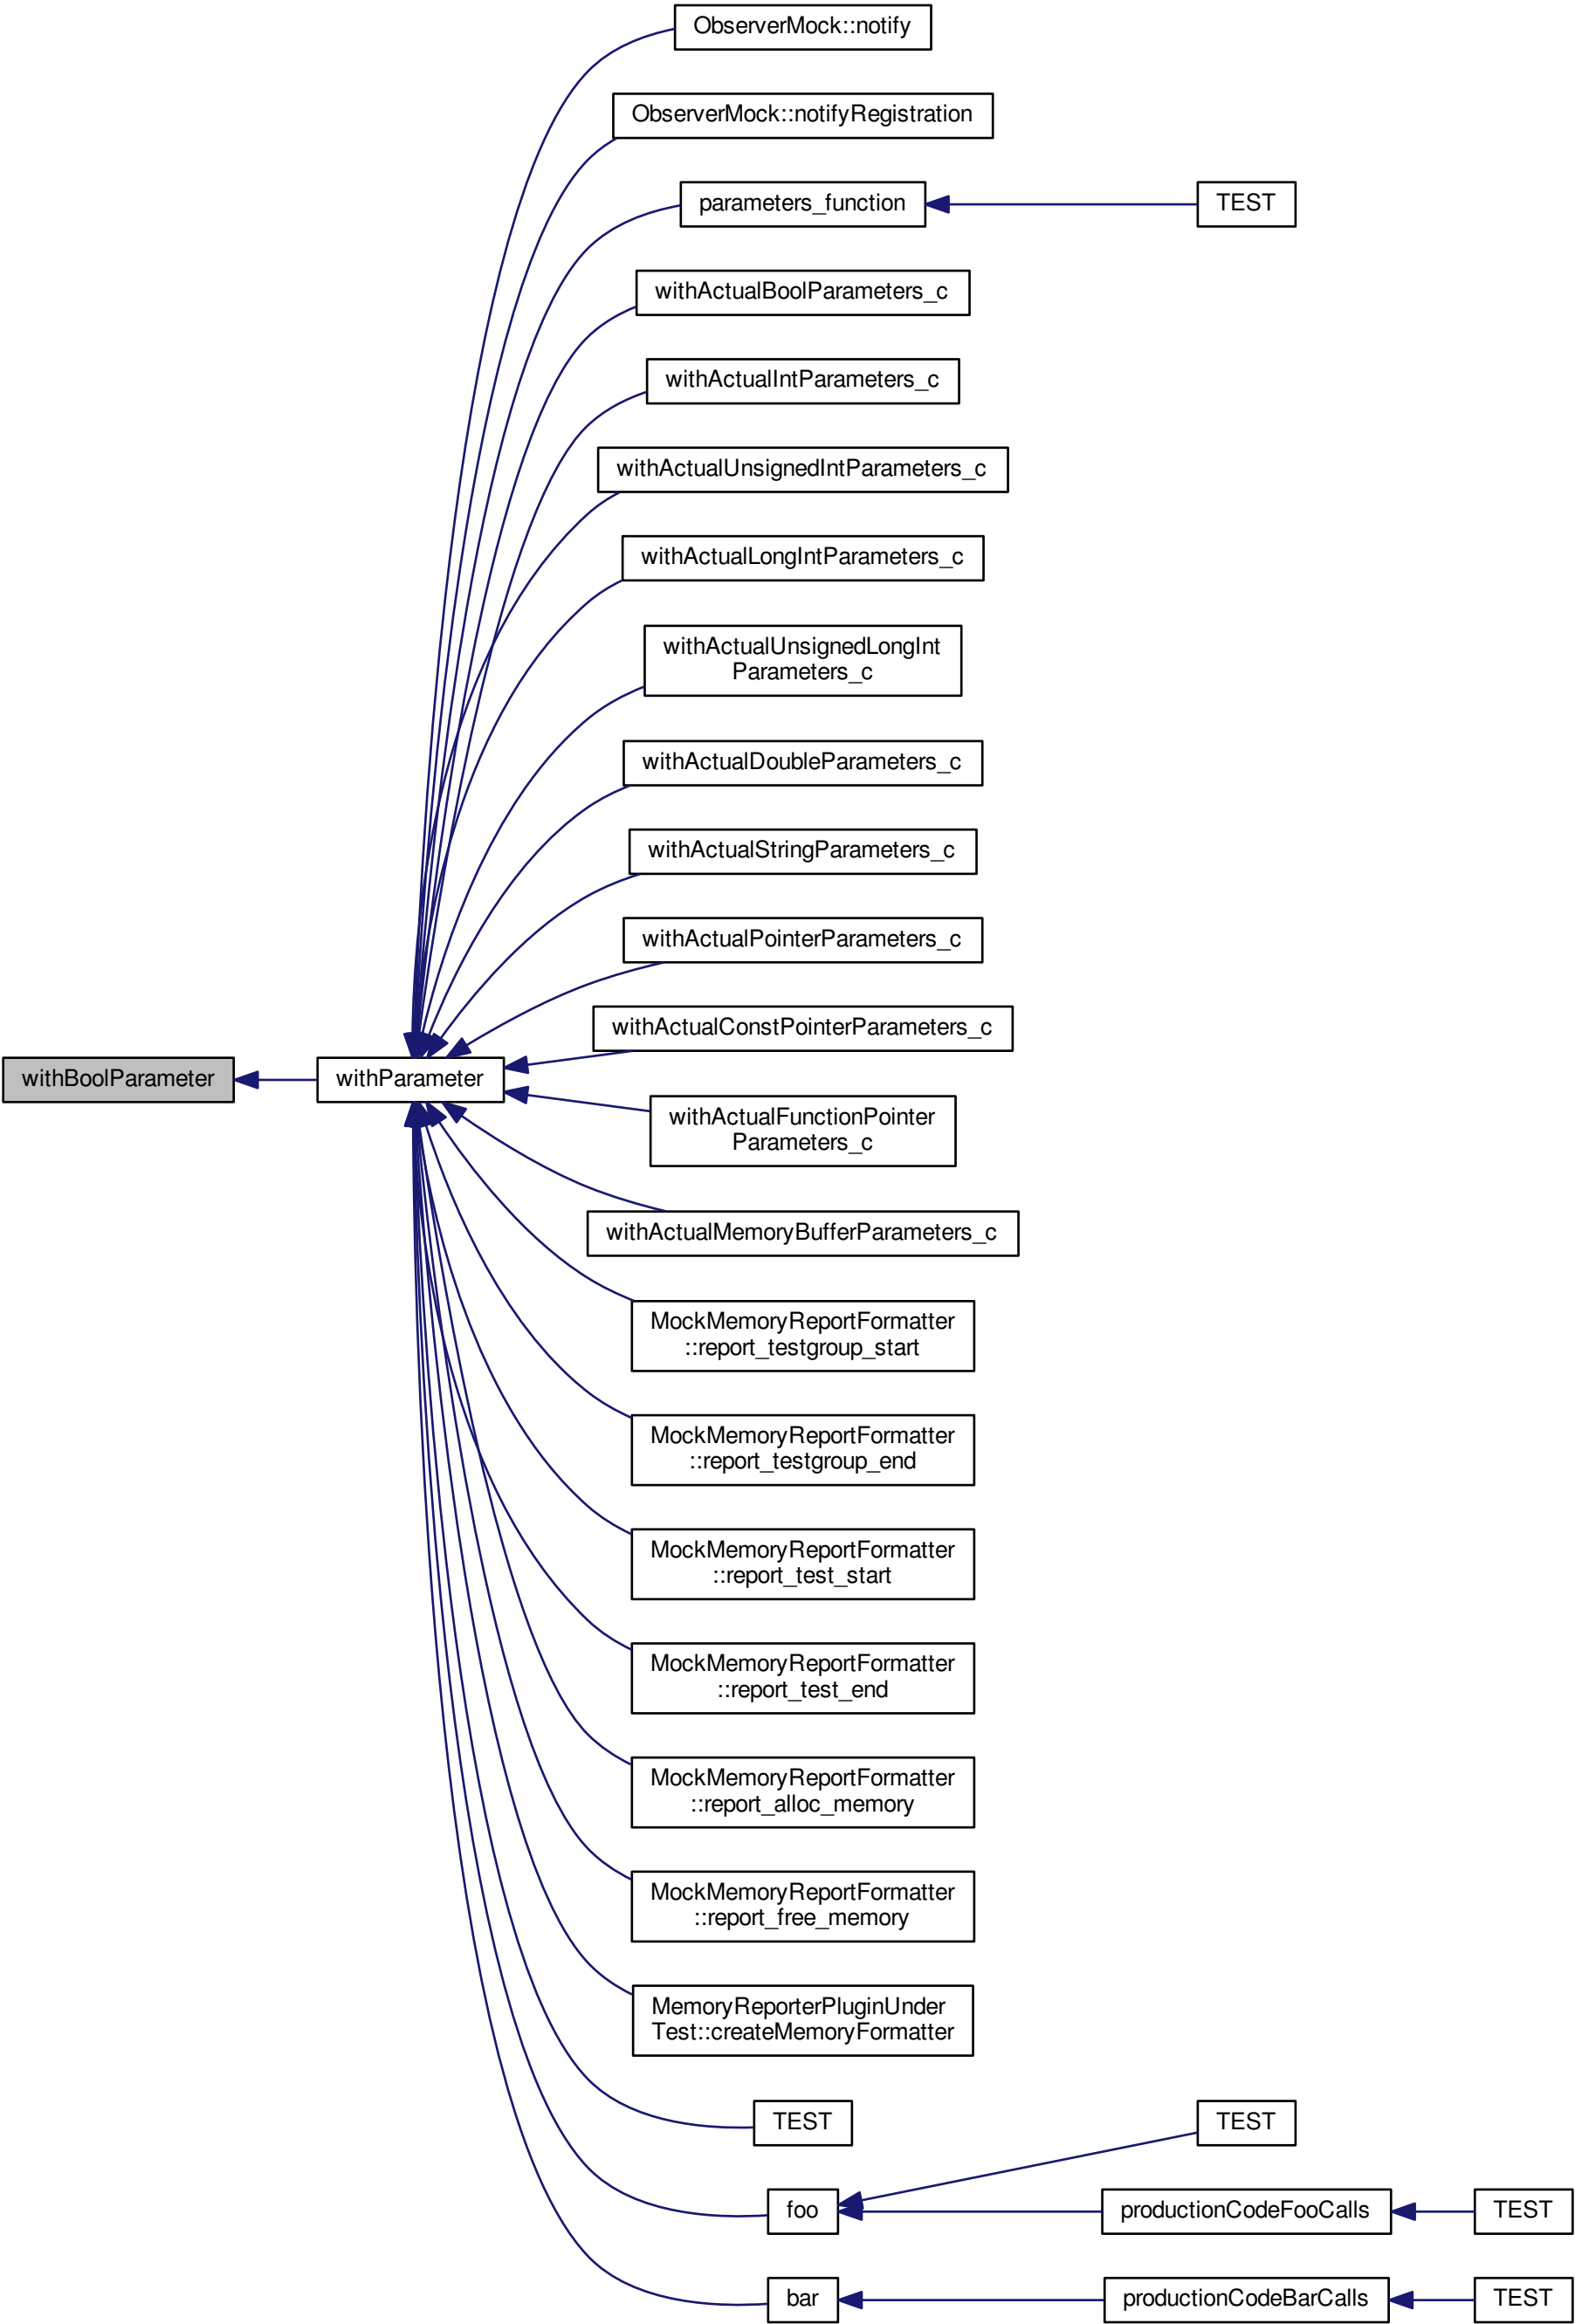 ObserverMock::notify
ObserverMock::notifyRegistration
parameters_function
TEST
withActualBoolParameters_c
withActualIntParameters_c
withActualUnsignedIntParameters_c
withActualLongIntParameters_c
withActualUnsignedLongInt
Parameters_c
withActualDoubleParameters_c
withActualStringParameters_c
withActualPointerParameters_c
withActualConstPointerParameters_c
withBoolParameter
withParameter
withActualFunctionPointer
Parameters_c
withActualMemoryBufferParameters_c
MockMemoryReportFormatter
::report_testgroup_start
MockMemoryReportFormatter
::report_testgroup_end
MockMemoryReportFormatter
::report_test_start
MockMemoryReportFormatter
::report_test_end
MockMemoryReportFormatter
::report_alloc_memory
MockMemoryReportFormatter
::report_free_memory
MemoryReporterPluginUnder
Test::createMemoryFormatter
TEST
TEST
foo
productionCodeFooCalls
TEST
bar
productionCodeBarCalls
TEST